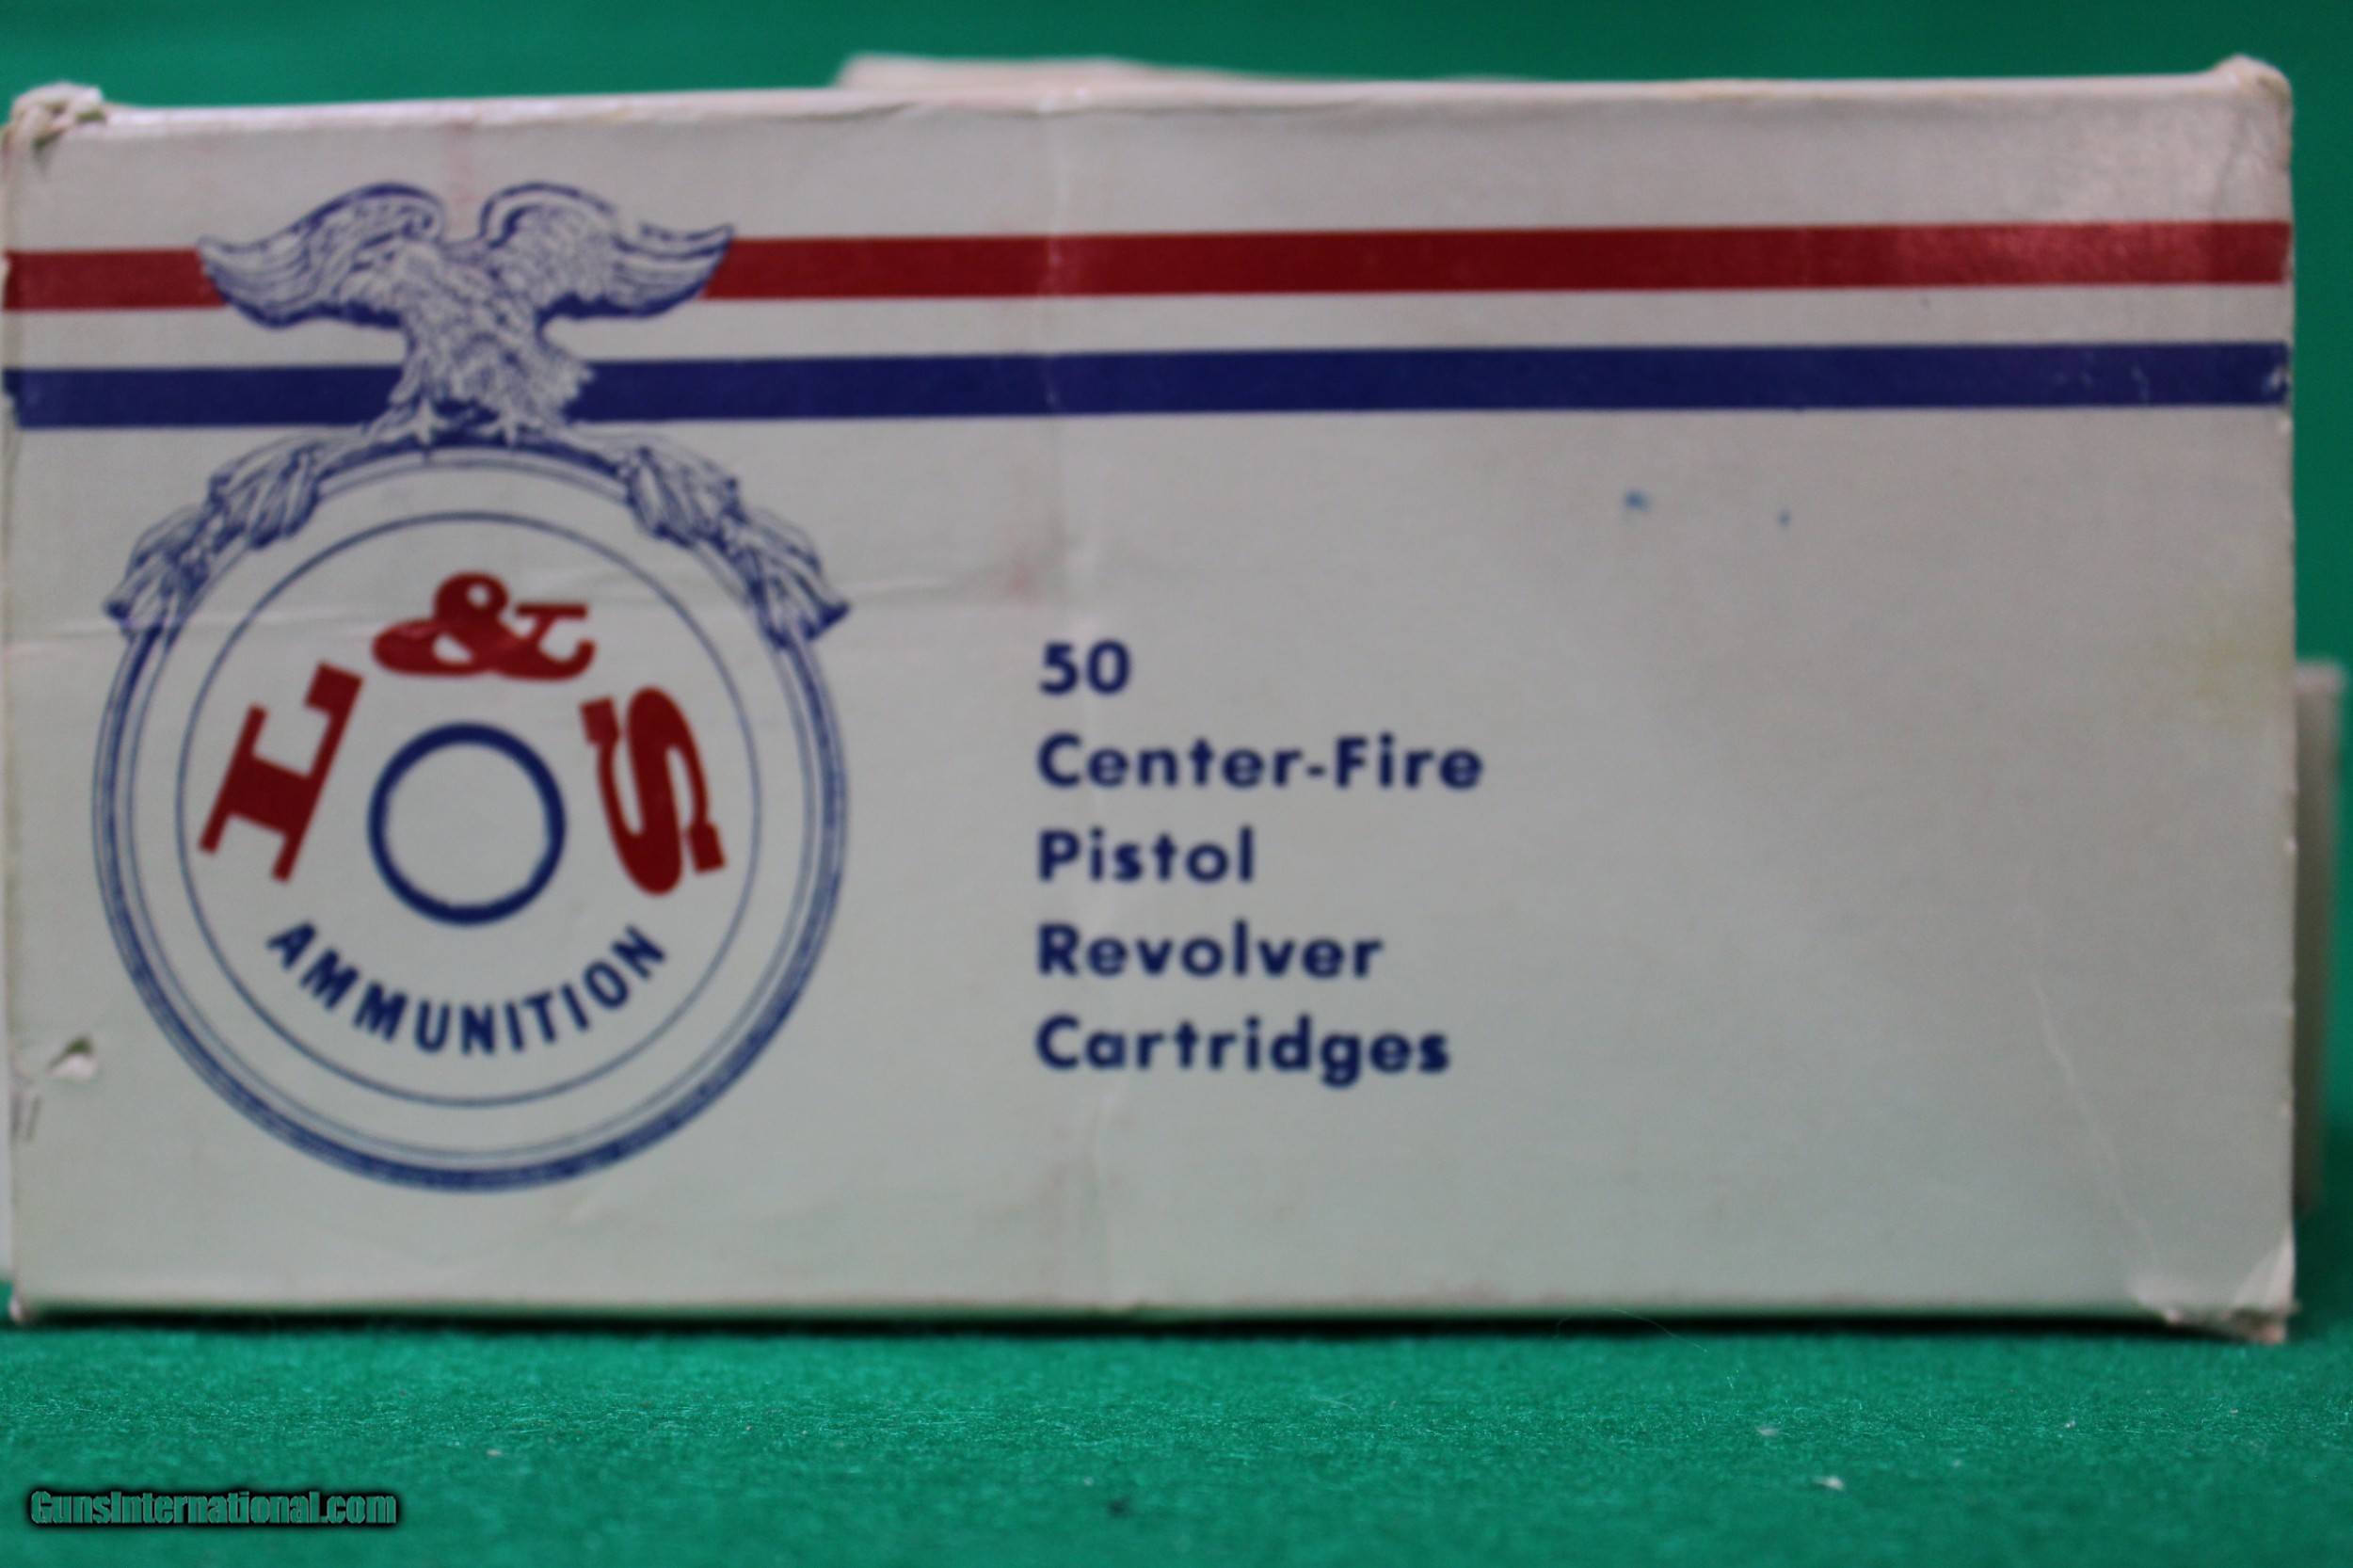 L&S
AMMUNITION
50
Center-Fire
Pistol
Revolver
Cartridges
GunsInternational.com